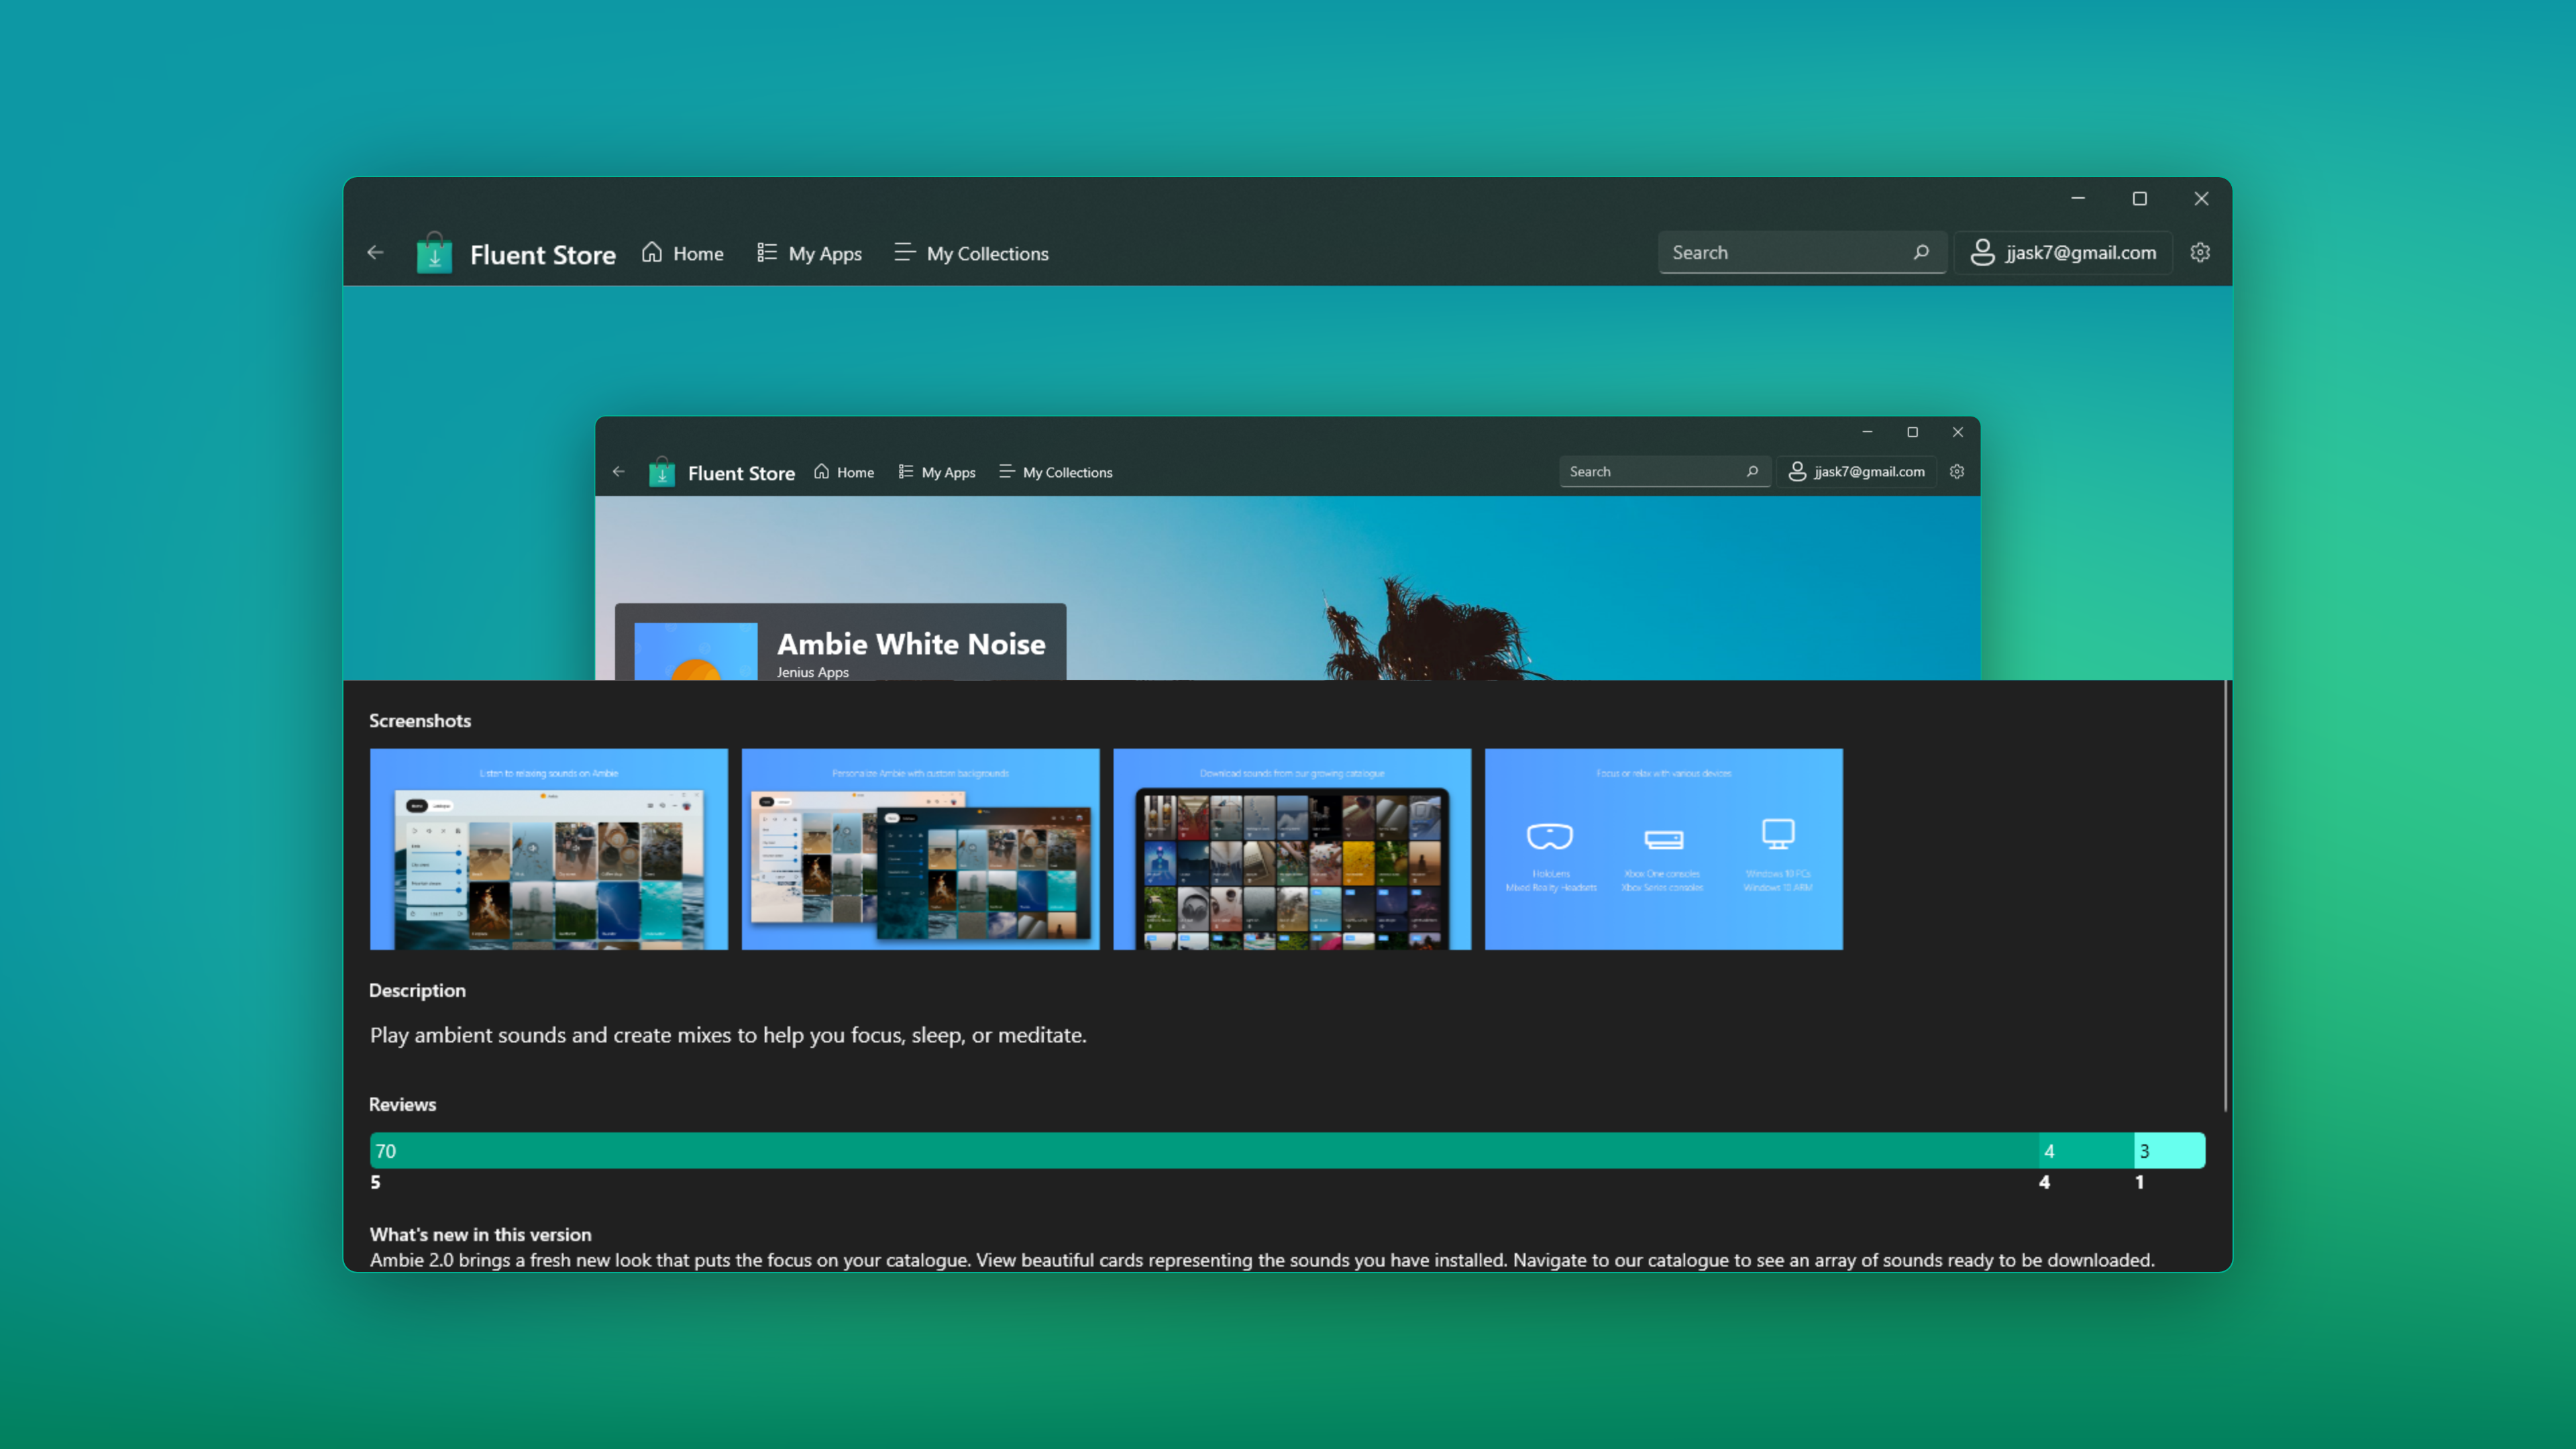 Fluent Store Home My Apps My Collections Search jjask7@gmail.com
Fluent Store Home My Apps My Collections Search jjask7@gmail.com
Ambie White Noise
Jenius Apps
Screenshots
Listen to relaxing sounds on Ambie
Personalize Ambie with custom backgrounds
Download sounds from our growing catalogue
Focus or relax with various devices
HoloLens
Mixed Reality Headsets
Xbox One consoles
Xbox Series consoles
Windows 10 PCs
Windows 10 ARM
Description
Play ambient sounds and create mixes to help you focus, sleep, or meditate.
Reviews
70 4 3
5 4 1
What's new in this version
Ambie 2.0 brings a fresh new look that puts the focus on your catalogue. View beautiful cards representing the sounds you have installed. Navigate to our catalogue to see an array of sounds ready to be downloaded.